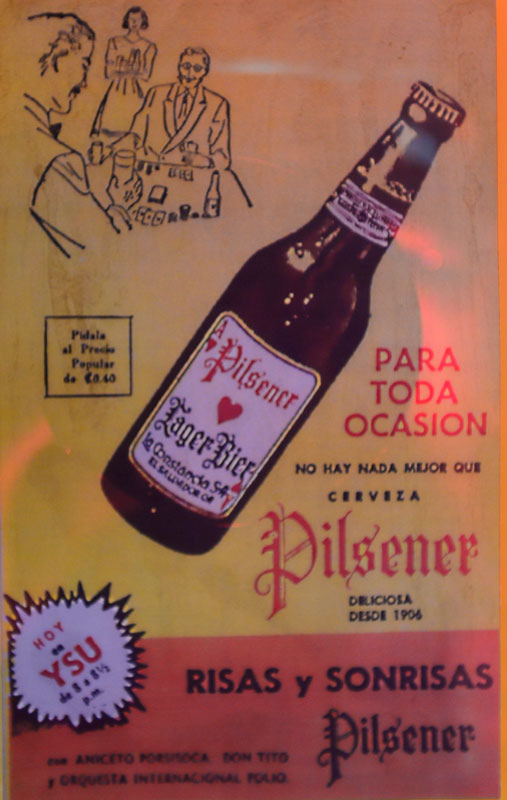 Pídala
al Precio
Popular
de ₡0.40
A
Pilsener
Lager-Bier
la Constancia, S.A.
EL SALVADOR C.A.
A
PARA
TODA
OCASION
NO HAY NADA MEJOR QUE
CERVEZA
Pilsener
DELICIOSA
DESDE 1906
HOY
en
YSU
de 8 a 8½
p.m.
RISAS y SONRISAS
Pilsener
con ANICETO PORSISOCA DON TITO
y ORQUESTA INTERNACIONAL POLIO